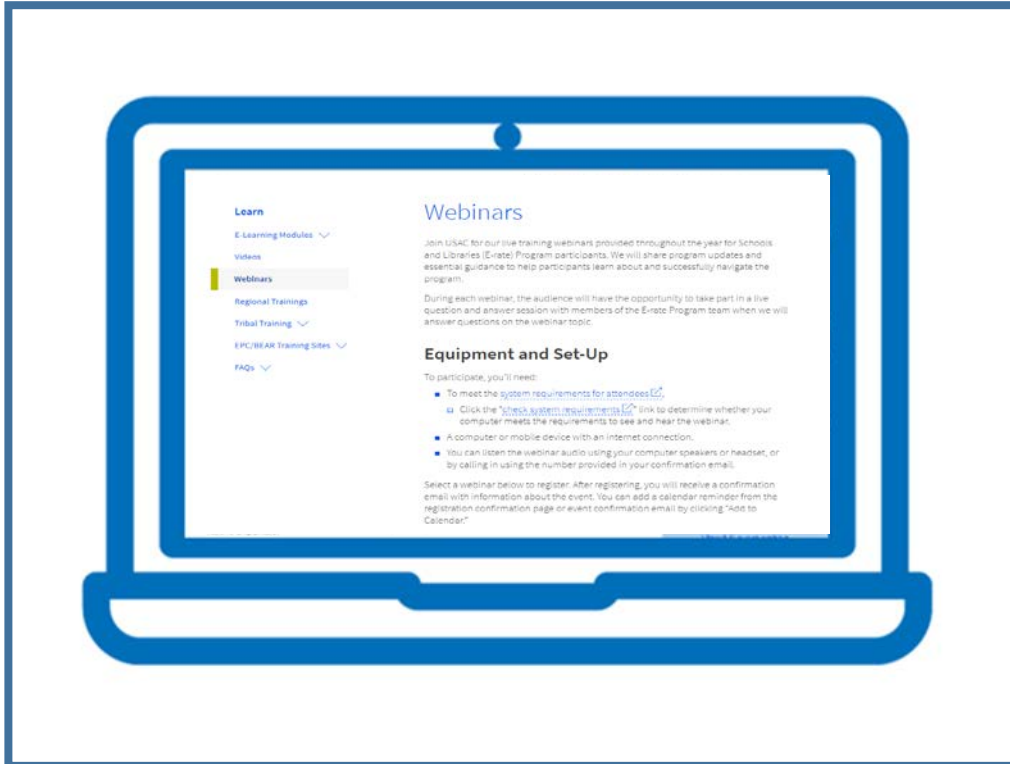 Learn
E-Learning Modules
Videos
Webinars
Regional Trainings
Tribal Training
EPC/BEAR Training Sites
FAQs
Webinars
Join USAC for our live training webinars provided throughout the year for Schools
and Libraries (E-rate) Program participants. We will share program updates and
essential guidance to help participants learn about and successfully navigate the
program.
During each webinar, the audience will have the opportunity to take part in a live
question and answer session with members of the E-rate Program team when we will
answer questions on the webinar topic.
Equipment and Set-Up
To participate, you'll need:
To meet the system requirements for attendees.
Click the "check system requirements" link to determine whether your
computer meets the requirements to see and hear the webinar.
A computer or mobile device with an internet connection.
You can listen the webinar audio using your computer speakers or headset, or
by calling in using the number provided in your confirmation email.
Select a webinar below to register. After registering, you will receive a confirmation
email with information about the event. You can add a calendar reminder from the
registration confirmation page or event confirmation email by clicking "Add to
Calendar."